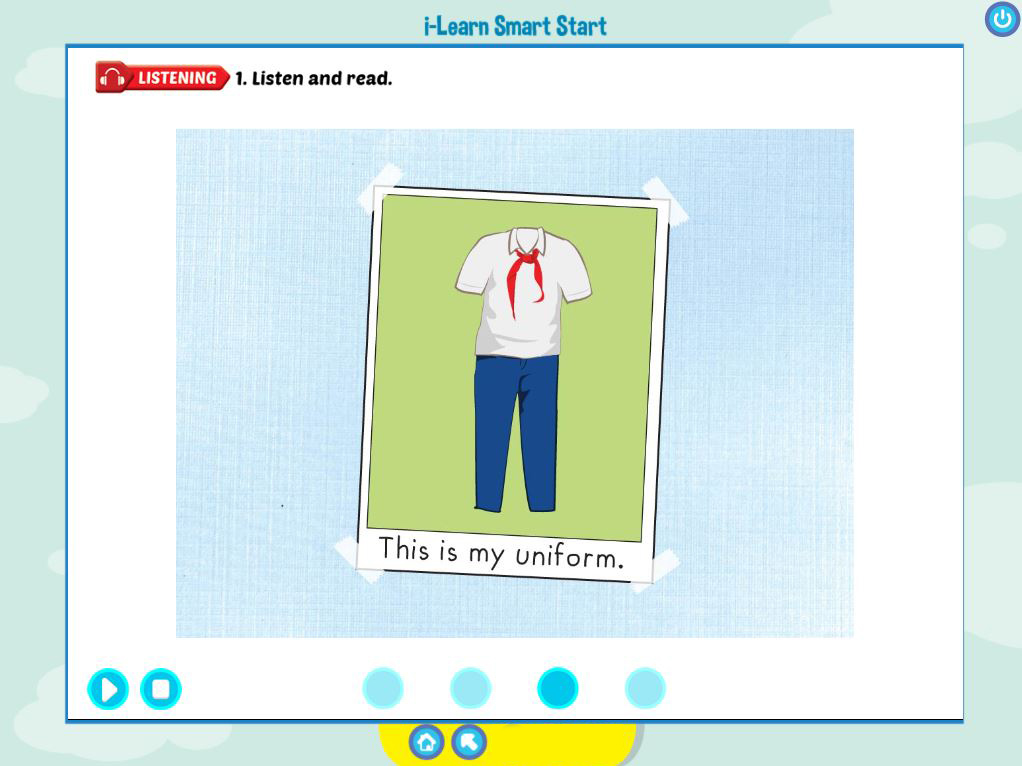 i-Learn Smart Start
LISTENING 1. Listen and read.
This is my uniform.